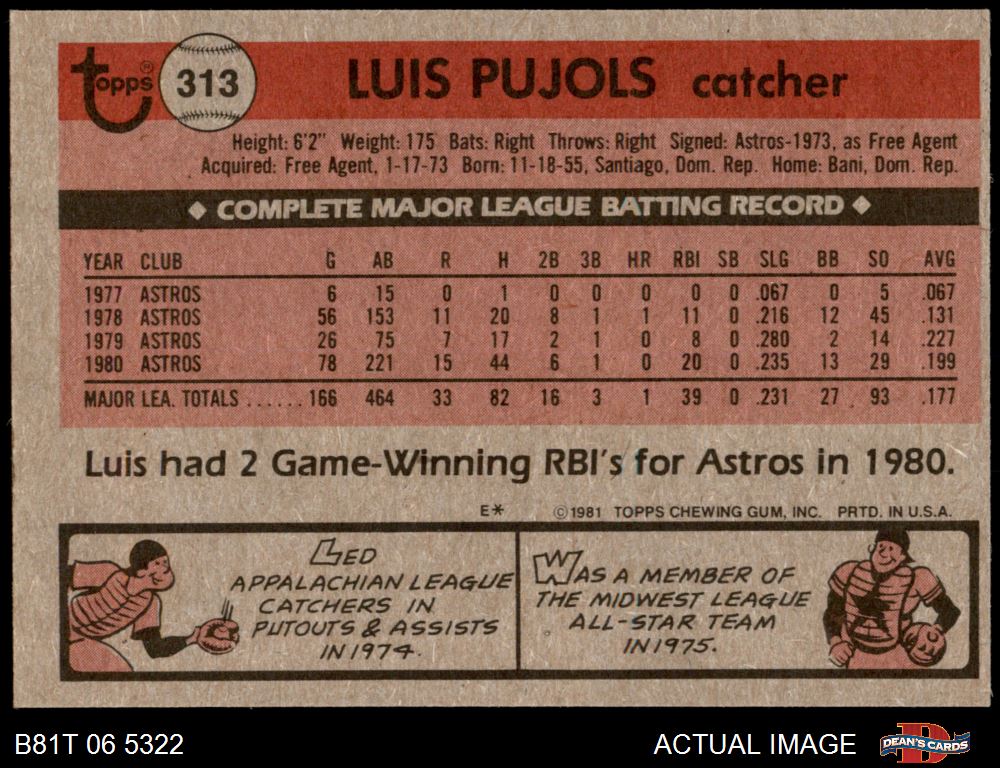 Topps® 313 LUIS PUJOLS catcher
Height: 6'2" Weight: 175 Bats: Right Throws: Right Signed: Astros-1973, as Free Agent
Acquired: Free Agent, 1-17-73 Born: 11-18-55, Santiago, Dom. Rep. Home: Bani, Dom. Rep.
◆ COMPLETE MAJOR LEAGUE BATTING RECORD ◆
YEAR CLUB G AB R H 2B 3B HR RBI SB SLG BB SO AVG
1977 ASTROS 6 15 0 1 0 0 0 0 0 .067 0 5 .067
1978 ASTROS 56 153 11 20 8 1 1 11 0 .216 12 45 .131
1979 ASTROS 26 75 7 17 2 1 0 8 0 .280 2 14 .227
1980 ASTROS 78 221 15 44 6 1 0 20 0 .235 13 29 .199
MAJOR LEA. TOTALS ...... 166 464 33 82 16 3 1 39 0 .231 27 93 .177
Luis had 2 Game-Winning RBI's for Astros in 1980.
E* ©1981 TOPPS CHEWING GUM, INC. PRTD. IN U.S.A.
LED
APPALACHIAN LEAGUE
CATCHERS IN
PUTOUTS & ASSISTS
IN 1974.
WAS A MEMBER OF
THE MIDWEST LEAGUE
ALL-STAR TEAM
IN 1975.
B81T 06 5322
ACTUAL IMAGE
DEAN'S CARDS